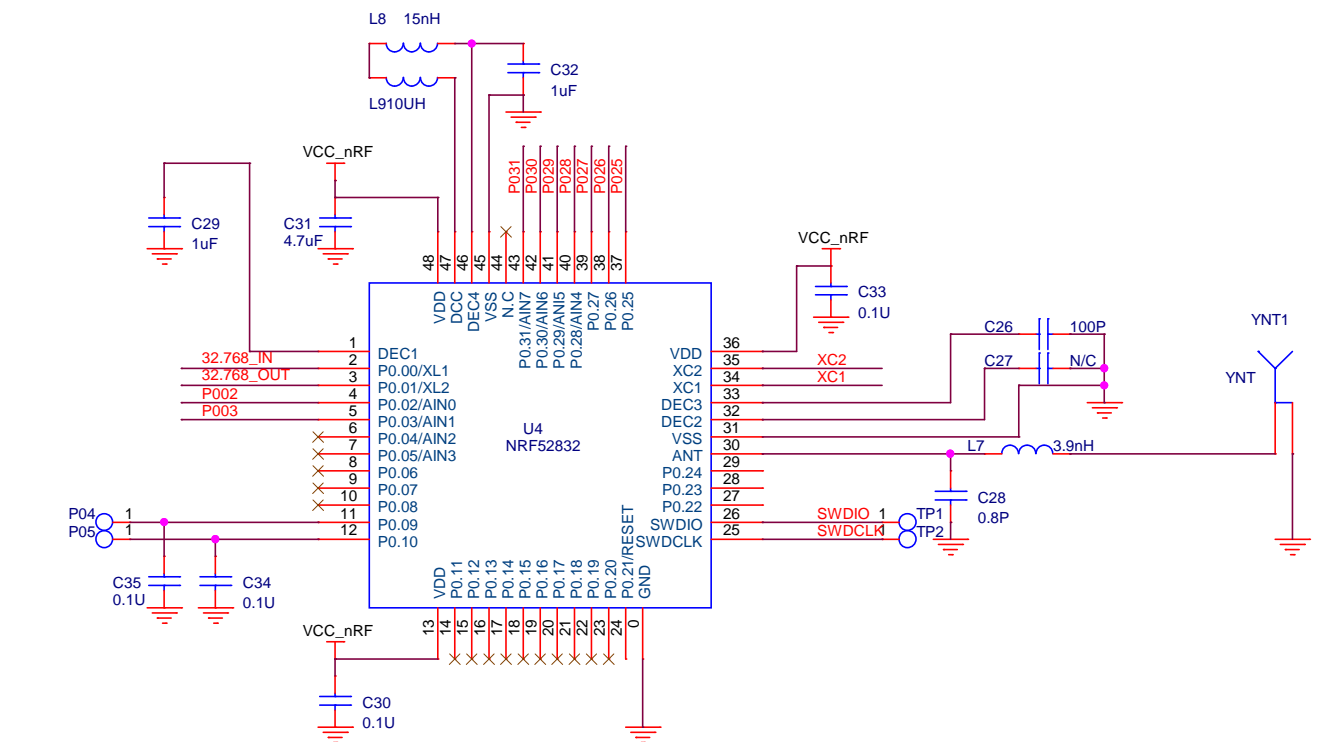 L8 15nH
C32
1uF
L910UH
VCC_nRF
P031
P030
P029
P028
P027
P026
P025
C29
1uF
C31
4.7uF
VCC_nRF
C33
0.1U
48
47
46
45
44
43
42
41
40
39
38
37
VDD
DCC
DEC4
VSS
N.C
P0.31/AIN7
P0.30/AIN6
P0.29/ANI5
P0.28/AIN4
P0.27
P0.26
P0.25
1 DEC1
32.768_IN 2 P0.00/XL1
32.768_OUT 3 P0.01/XL2
P002 4 P0.02/AIN0
P003 5 P0.03/AIN1
6 P0.04/AIN2
7 P0.05/AIN3
8 P0.06
9 P0.07
10 P0.08
P04 1 11 P0.09
P05 1 12 P0.10
U4
NRF52832
VDD 36
XC2 35 XC2
XC1 34 XC1
DEC3 33
DEC2 32
VSS 31
ANT 30
P0.24 29
P0.23 28
P0.22 27
SWDIO 26 SWDIO 1 TP1
SWDCLK 25 SWDCLK 1 TP2
C26 100P
C27 N/C
L7 3.9nH
C28
0.8P
YNT1
YNT
C35
0.1U
C34
0.1U
VDD
P0.11
P0.12
P0.13
P0.14
P0.15
P0.16
P0.17
P0.18
P0.19
P0.20
P0.21/RESET
GND
13
14
15
16
17
18
19
20
21
22
23
24
0
VCC_nRF
C30
0.1U